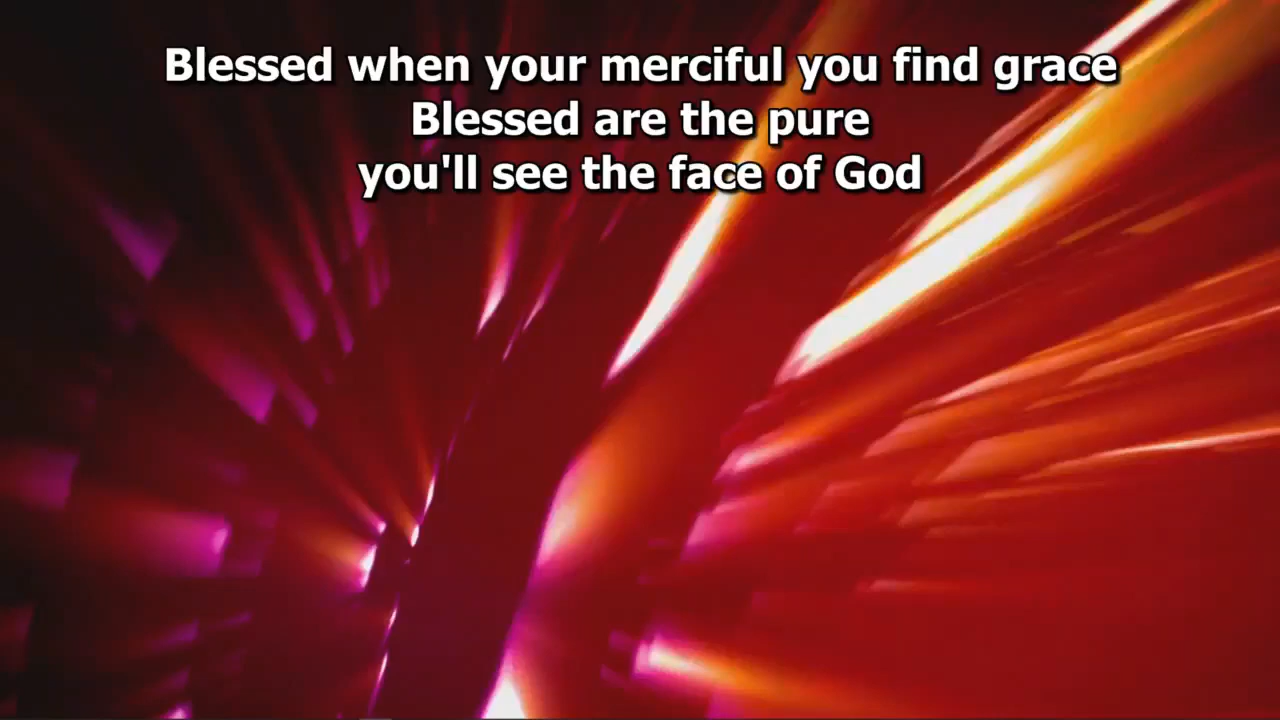 Blessed when your merciful you find grace
Blessed are the pure
you'll see the face of God